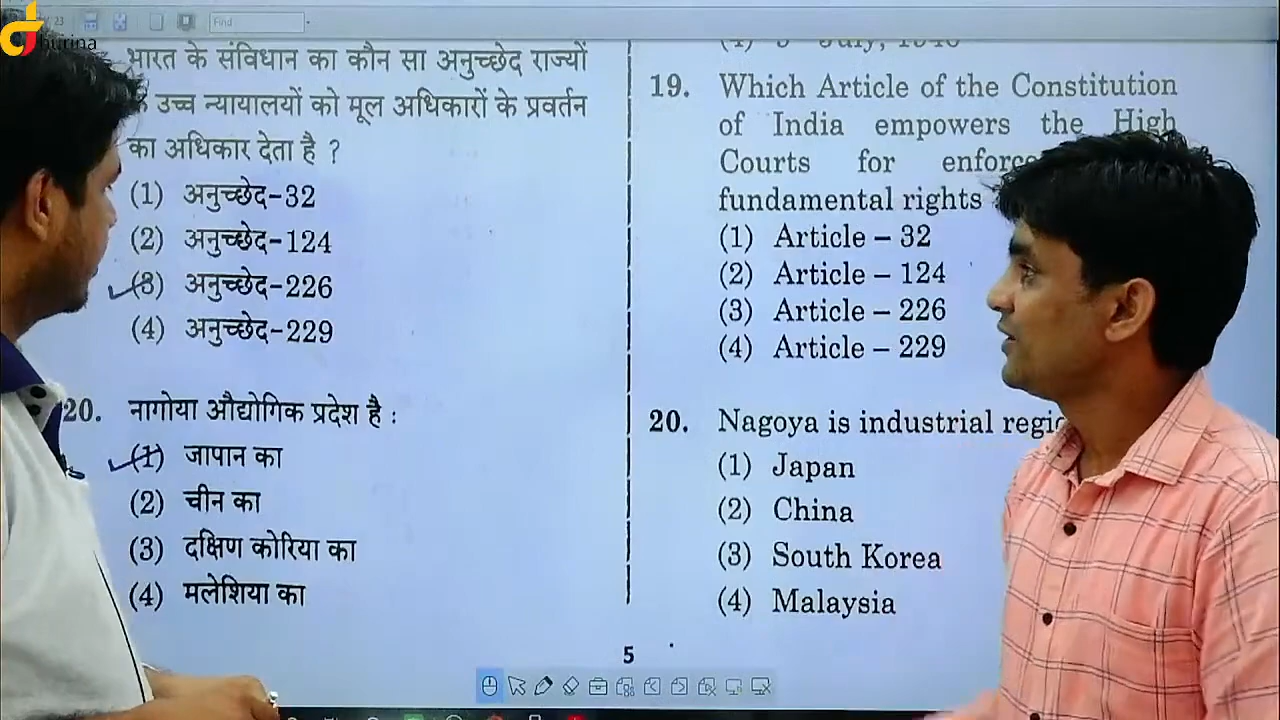 23
Find
भारत के संविधान का कौन सा अनुच्छेद राज्यों
उच्च न्यायालयों को मूल अधिकारों के प्रवर्तन
का अधिकार देता है ?
(1) अनुच्छेद-32
(2) अनुच्छेद-124
(3) अनुच्छेद-226
(4) अनुच्छेद-229
20. नागोया औद्योगिक प्रदेश है :
(1) जापान का
(2) चीन का
(3) दक्षिण कोरिया का
(4) मलेशिया का
19. Which Article of the Constitution
of India empowers the High
Courts for
fundamental rights
(1) Article – 32
(2) Article – 124
(3) Article – 226
(4) Article – 229
20. Nagoya is industrial
(1) Japan
(2) China
(3) South Korea
(4) Malaysia
5